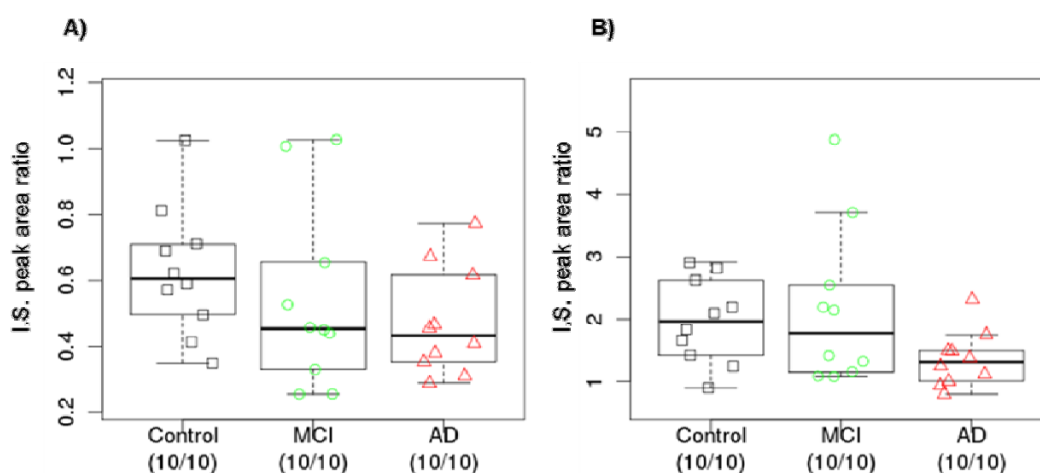 A)
I.S. peak area ratio
1.2
1.0
0.8
0.6
0.4
0.2
Control MCI AD
(10/10) (10/10) (10/10)
B)
I.S. peak area ratio
5
4
3
2
1
Control MCI AD
(10/10) (10/10) (10/10)